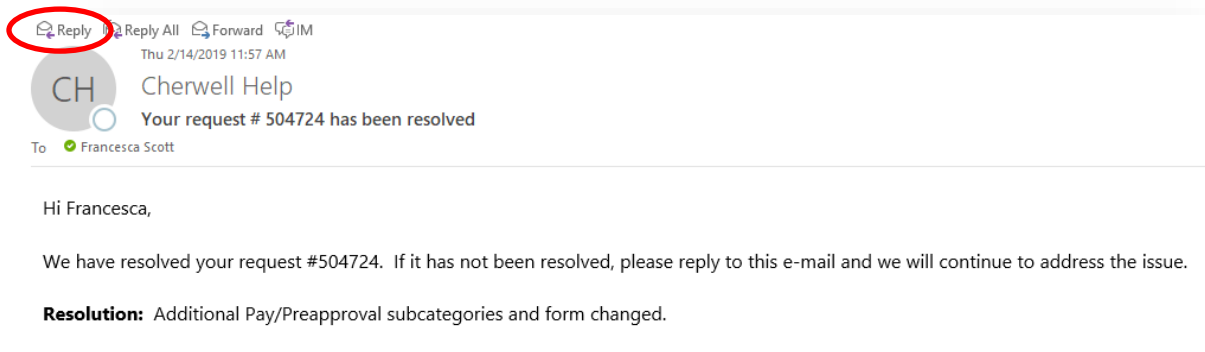 Reply Reply All Forward IM
Thu 2/14/2019 11:57 AM
CH
Cherwell Help
Your request # 504724 has been resolved
To Francesca Scott
Hi Francesca,
We have resolved your request #504724.  If it has not been resolved, please reply to this e-mail and we will continue to address the issue.
Resolution:  Additional Pay/Preapproval subcategories and form changed.